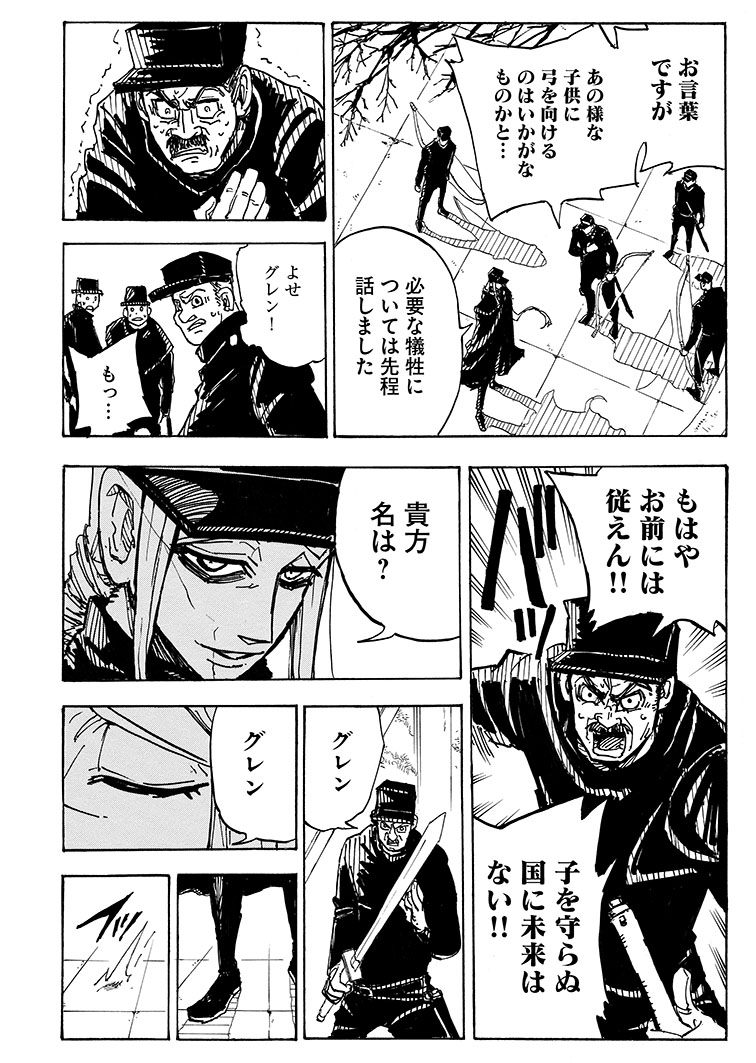 お言葉
ですが
あの様な
子供に
弓を向ける
のはいかがな
ものかと…
必要な犠牲に
ついては先程
話しました
よせ
グレン!
もっ…
もはや
お前には
従えん!!
子を守らぬ
国に未来は
ない!!
貴方
名は?
グレン
グレン
フッ